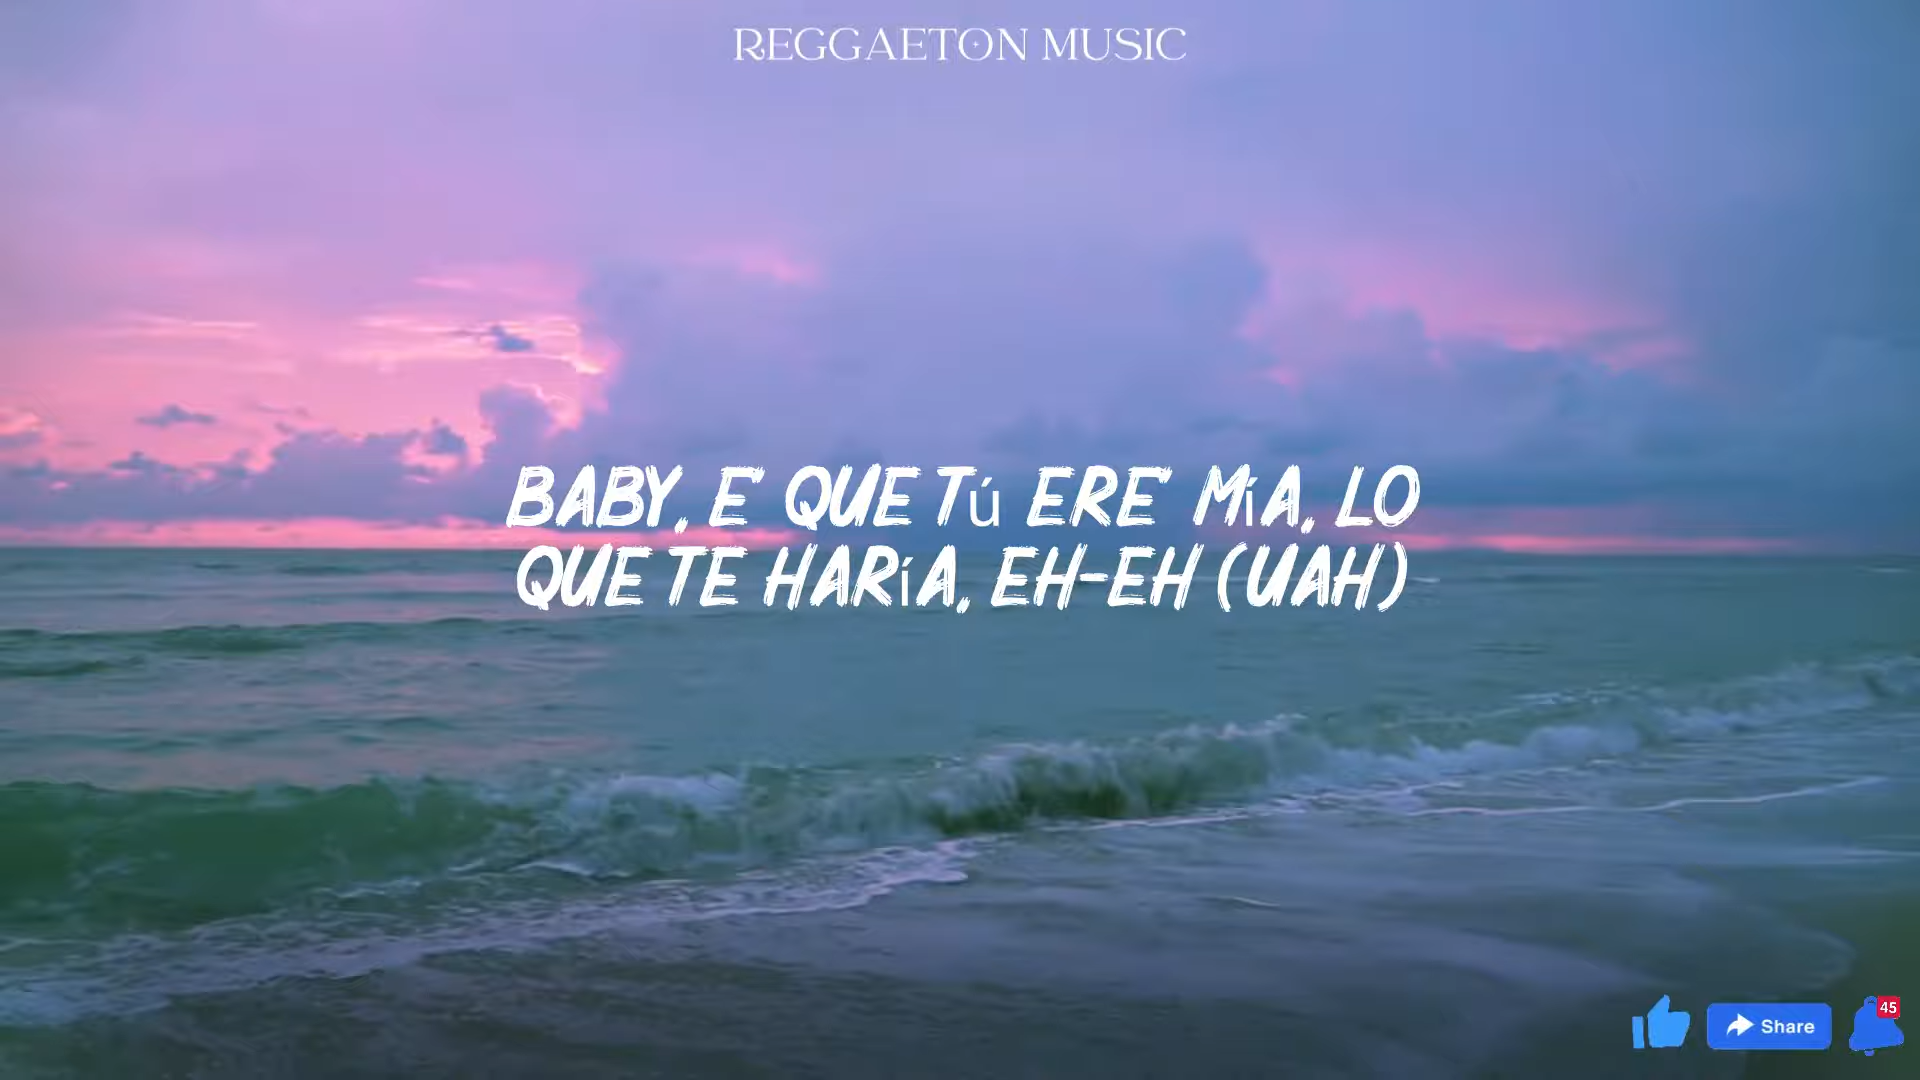 REGGAETON MUSIC
BABY, E' QUE Tú ERE' MíA, LO
QUE TE HARíA, EH-EH (UAH)
45
Share